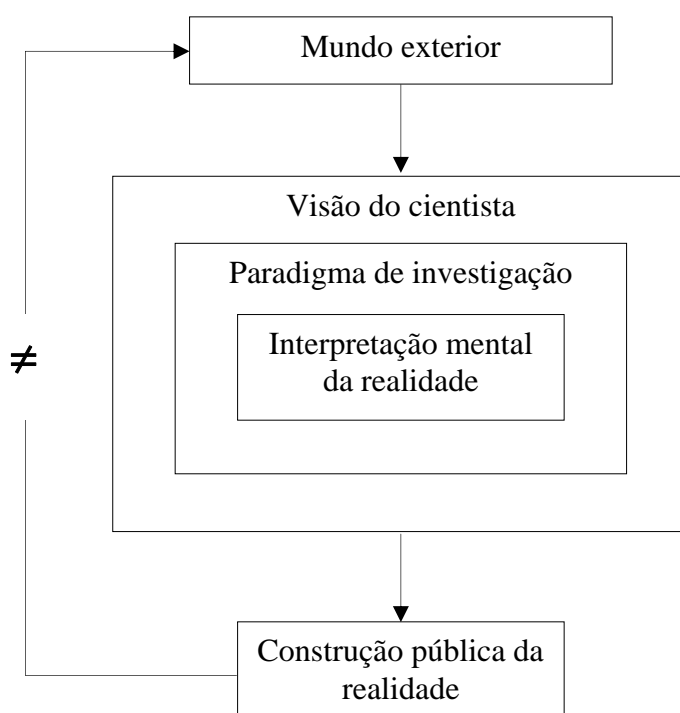 Mundo exterior
Visão do cientista
Paradigma de investigação
Interpretação mental
da realidade
≠
Construção pública da
realidade